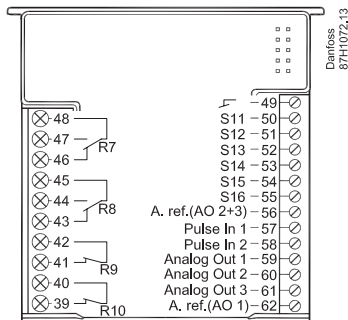 Danfoss
87H1072.13
48
47
R7
46
45
44
R8
43
42
41
R9
40
39
R10
49
S11 – 50
S12 – 51
S13 – 52
S14 – 53
S15 – 54
S16 – 55
A. ref.(AO 2+3) – 56
Pulse In 1 – 57
Pulse In 2 – 58
Analog Out 1 – 59
Analog Out 2 – 60
Analog Out 3 – 61
A. ref.(AO 1) – 62